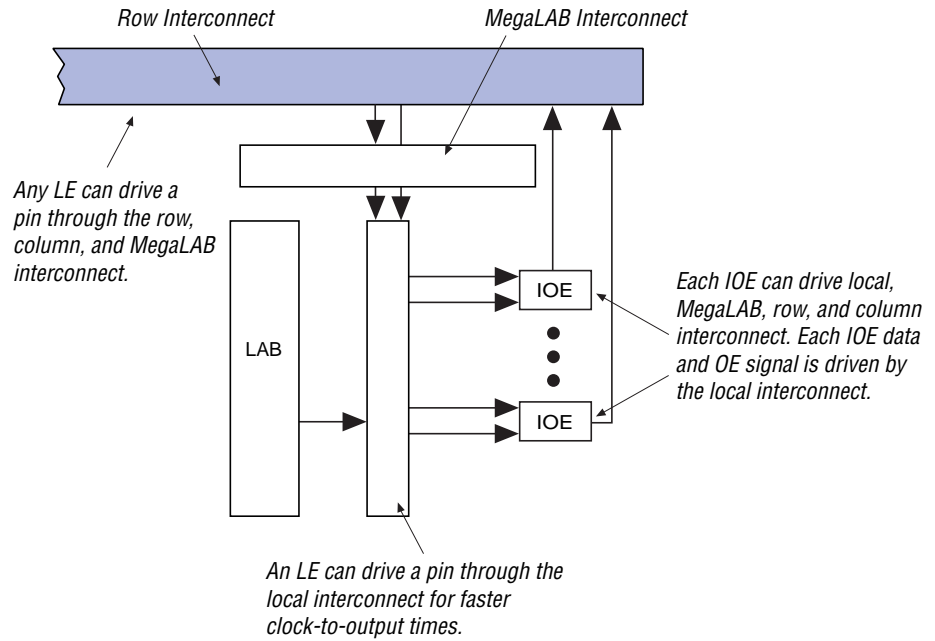 Row Interconnect
MegaLAB Interconnect
Any LE can drive a
pin through the row,
column, and MegaLAB
interconnect.
LAB
IOE
IOE
Each IOE can drive local,
MegaLAB, row, and column
interconnect. Each IOE data
and OE signal is driven by
the local interconnect.
An LE can drive a pin through the
local interconnect for faster
clock-to-output times.